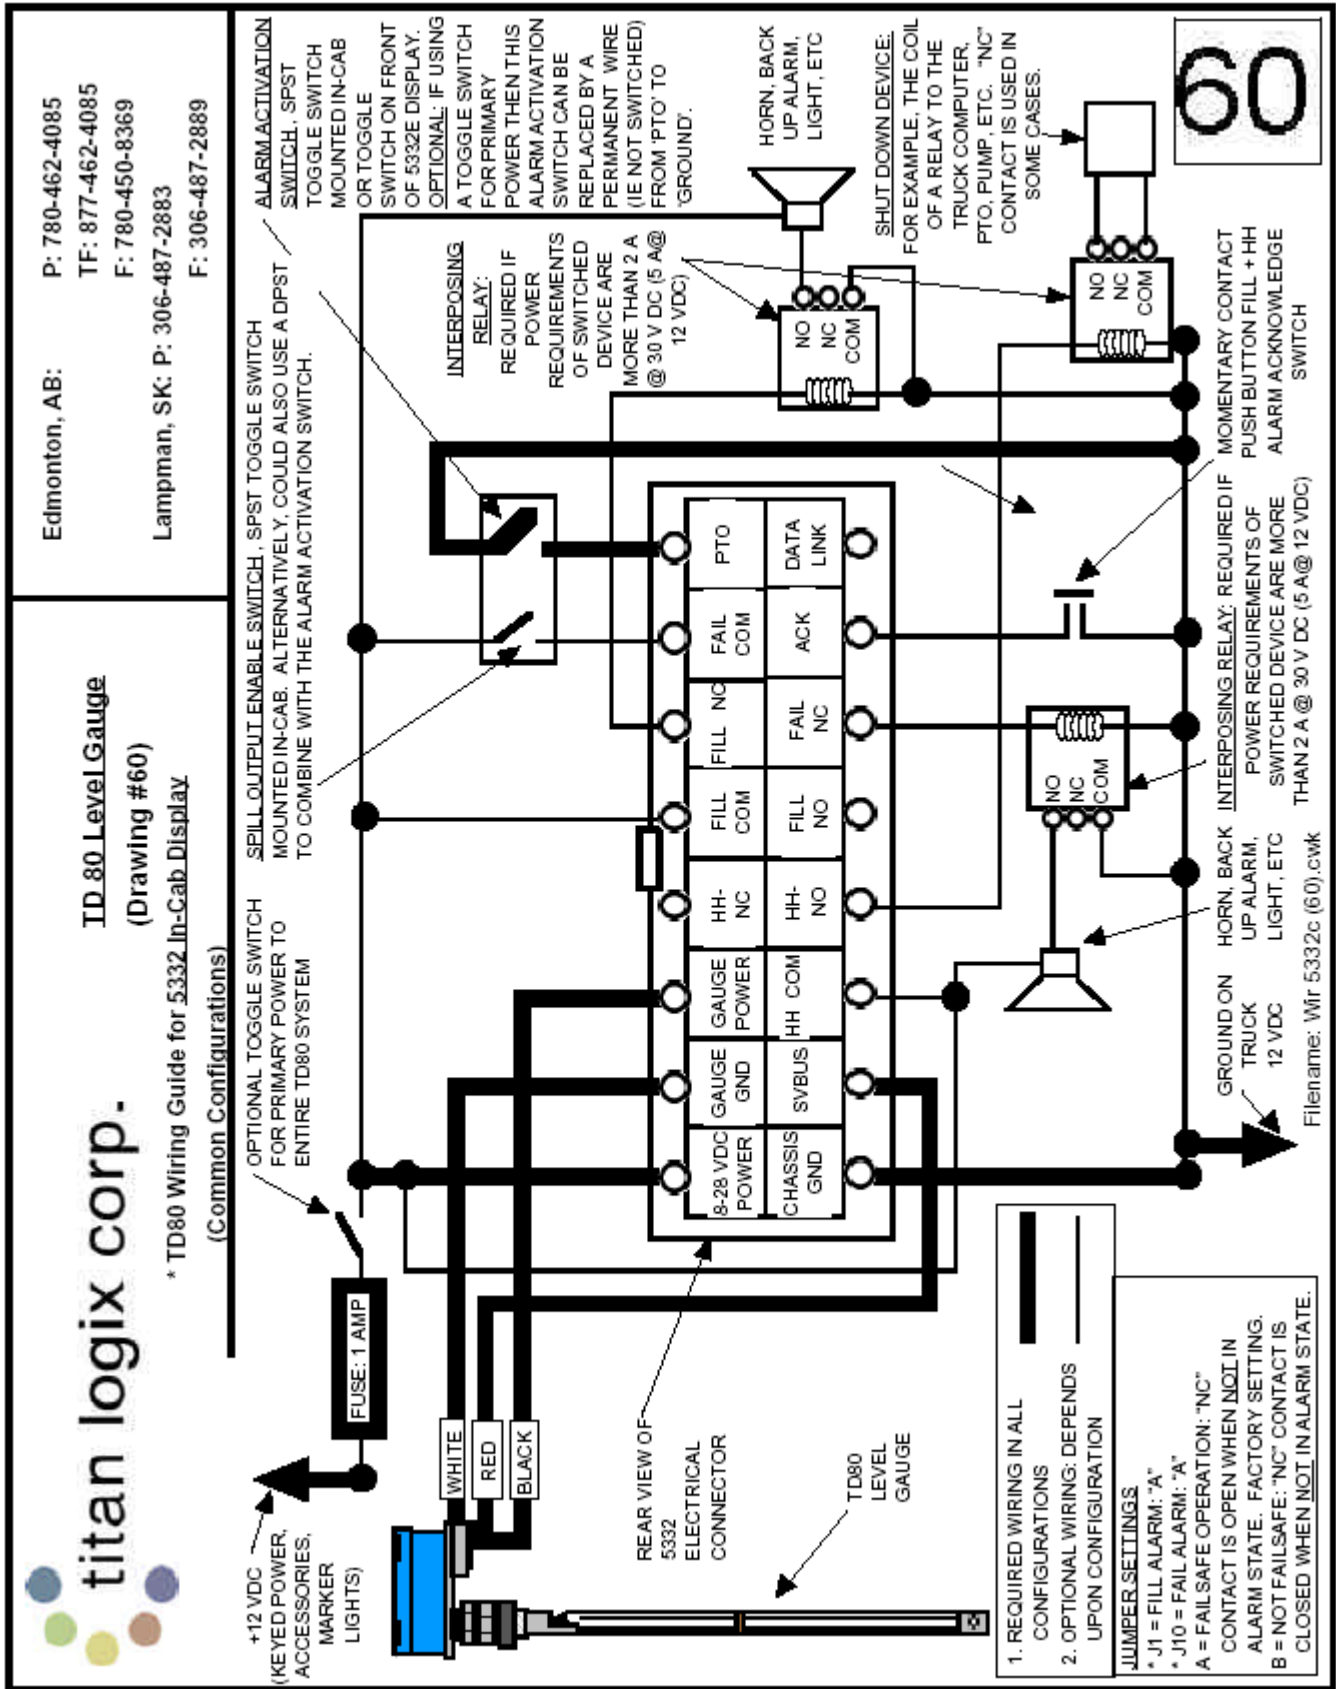 titan logix corp.
TD 80 Level Gauge
(Drawing #60)
* TD80 Wiring Guide for 5332 In-Cab Display
(Common Configurations)
Edmonton, AB:
P: 780-462-4085
TF: 877-462-4085
F: 780-450-8369
Lampman, SK: P: 306-487-2883
F: 306-487-2889
+12 VDC
(KEYED POWER,
ACCESSORIES,
MARKER
LIGHTS)
FUSE: 1 AMP
OPTIONAL TOGGLE SWITCH
FOR PRIMARY POWER TO
ENTIRE TD80 SYSTEM
SPILL OUTPUT ENABLE SWITCH, SPST TOGGLE SWITCH
MOUNTED IN-CAB. ALTERNATIVELY, COULD ALSO USE A DPST
TO COMBINE WITH THE ALARM ACTIVATION SWITCH.
ALARM ACTIVATION
SWITCH, SPST
TOGGLE SWITCH
MOUNTED IN-CAB
OR TOGGLE
SWITCH ON FRONT
OF 5332E DISPLAY.
OPTIONAL: IF USING
A TOGGLE SWITCH
FOR PRIMARY
POWER THEN THIS
ALARM ACTIVATION
SWITCH CAN BE
REPLACED BY A
PERMANENT WIRE
(IE NOT SWITCHED)
FROM 'PTO' TO
'GROUND'.
INTERPOSING
RELAY:
REQUIRED IF
POWER
REQUIREMENTS
OF SWITCHED
DEVICE ARE
MORE THAN 2 A
@ 30 V DC (5 A@
12 VDC)
WHITE
RED
BLACK
HORN, BACK
UP ALARM,
LIGHT, ETC
NO
NC
COM
SHUT DOWN DEVICE:
FOR EXAMPLE, THE COIL
OF A RELAY TO THE
TRUCK COMPUTER,
PTO, PUMP, ETC. "NC"
CONTACT IS USED IN
SOME CASES.
REAR VIEW OF
5332
ELECTRICAL
CONNECTOR
8-28 VDC
POWER
GAUGE
GND
GAUGE
POWER
HH-
NC
FILL
COM
FILL NC
FAIL
COM
PTO
CHASSIS
GND
SVBUS
HH COM
HH-
NO
FILL
NO
FAIL
NC
ACK
DATA
LINK
TD80
LEVEL
GAUGE
NO
NC
COM
NO
NC
COM
1. REQUIRED WIRING IN ALL
CONFIGURATIONS
2. OPTIONAL WIRING: DEPENDS
UPON CONFIGURATION
JUMPER SETTINGS
* J1 = FILL ALARM: "A"
* J10 = FAIL ALARM: "A"
A = FAIL SAFE OPERATION: "NC"
CONTACT IS OPEN WHEN NOT IN
ALARM STATE. FACTORY SETTING.
B = NOT FAILSAFE: "NC" CONTACT IS
CLOSED WHEN NOT IN ALARM STATE.
GROUND ON
TRUCK
12 VDC
HORN, BACK
UP ALARM,
LIGHT, ETC
INTERPOSING RELAY: REQUIRED IF
POWER REQUIREMENTS OF
SWITCHED DEVICE ARE MORE
THAN 2 A @ 30 V DC (5 A@ 12 VDC)
MOMENTARY CONTACT
PUSH BUTTON FILL + HH
ALARM ACKNOWLEDGE
SWITCH
Filename: Wir 5332c (60).cwk
60